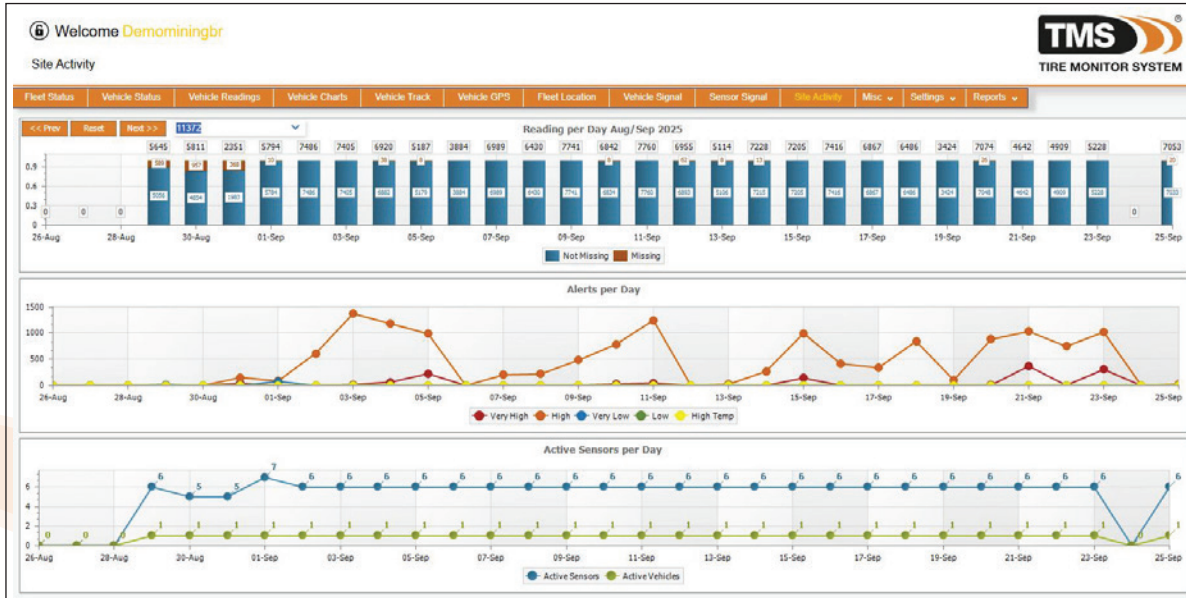 Welcome Demominingbr
Site Activity
TMS ®
TIRE MONITOR SYSTEM
Fleet Status Vehicle Status Vehicle Readings Vehicle Charts Vehicle Track Vehicle GPS Fleet Location Vehicle Signal Sensor Signal Site Activity Misc Settings Reports
<< Prev Reset Next >> 11372
Reading per Day Aug/Sep 2025
5645 5811 2351 5794 7486 7405 6920 5187 3884 6989 6430 7741 6842 7760 6955 5114 7228 7205 7416 6867 6486 3424 7074 4642 4909 5228 7053
0.9
0.6
0.3
0 0 0 0
0
26-Aug 28-Aug 30-Aug 01-Sep 03-Sep 05-Sep 07-Sep 09-Sep 11-Sep 13-Sep 15-Sep 17-Sep 19-Sep 21-Sep 23-Sep 25-Sep
Not Missing Missing
Alerts per Day
1500
1000
500
0
26-Aug 28-Aug 30-Aug 01-Sep 03-Sep 05-Sep 07-Sep 09-Sep 11-Sep 13-Sep 15-Sep 17-Sep 19-Sep 21-Sep 23-Sep 25-Sep
Very High High Very Low Low High Temp
Active Sensors per Day
6
4
2
0
6 5 5 7 6 6 6 6 6 6 6 6 6 6 6 6 6 6 6 6 6 6 6 6 6 6
0 0 0 1 1 1 1 1 1 1 1 1 1 1 1 1 1 1 1 1 1 1 1 1 1 1 1 1 1 0 1
26-Aug 28-Aug 30-Aug 01-Sep 03-Sep 05-Sep 07-Sep 09-Sep 11-Sep 13-Sep 15-Sep 17-Sep 19-Sep 21-Sep 23-Sep 25-Sep
Active Sensors Active Vehicles